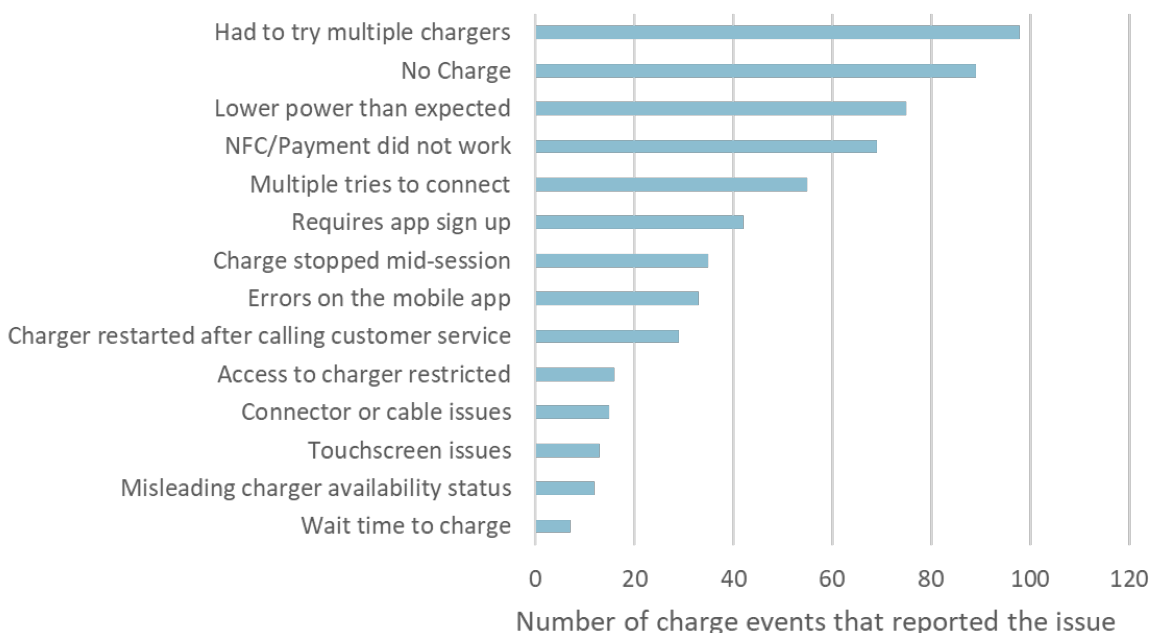 Had to try multiple chargers
No Charge
Lower power than expected
NFC/Payment did not work
Multiple tries to connect
Requires app sign up
Charge stopped mid-session
Errors on the mobile app
Charger restarted after calling customer service
Access to charger restricted
Connector or cable issues
Touchscreen issues
Misleading charger availability status
Wait time to charge
0 20 40 60 80 100 120
Number of charge events that reported the issue